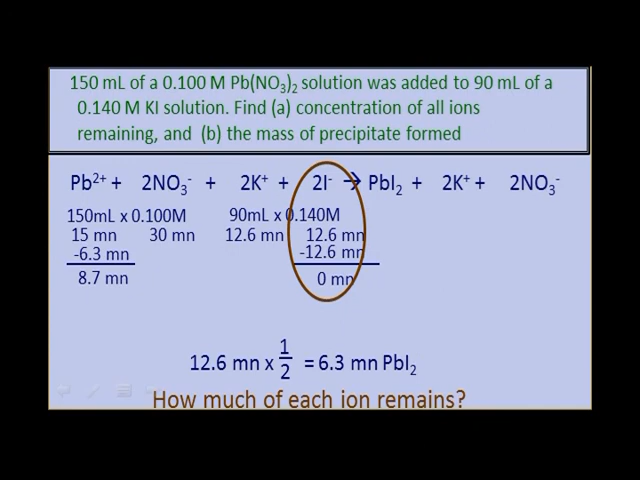 150 mL of a 0.100 M Pb(NO₃)₂ solution was added to 90 mL of a
0.140 M KI solution. Find (a) concentration of all ions
remaining, and (b) the mass of precipitate formed
Pb²⁺ + 2NO₃⁻ + 2K⁺ + 2I⁻ → PbI₂ + 2K⁺ + 2NO₃⁻
150mL x 0.100M 90mL x 0.140M
15 mn 30 mn 12.6 mn 12.6 mn
-6.3 mn -12.6 mn
8.7 mn 0 mn
12.6 mn x 1/2 = 6.3 mn PbI₂
How much of each ion remains?